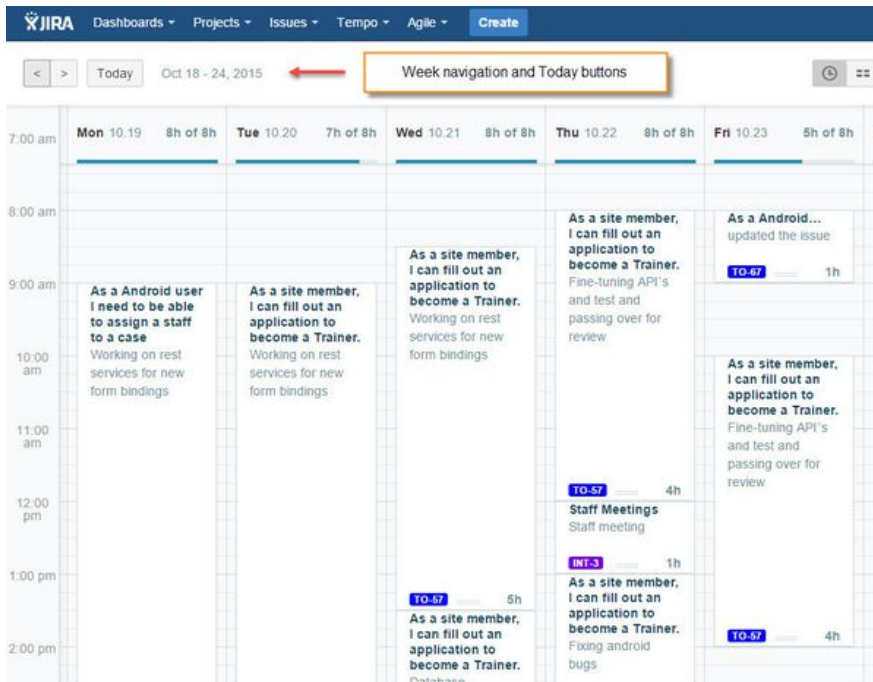 JIRA Dashboards Projects Issues Tempo Agile Create
< > Today Oct 18 - 24, 2015
Week navigation and Today buttons
Mon 10.19 8h of 8h
Tue 10.20 7h of 8h
Wed 10.21 8h of 8h
Thu 10.22 8h of 8h
Fri 10.23 5h of 8h
7:00 am
8:00 am
9:00 am
10:00
am
11:00
am
12:00
pm
1:00 pm
2:00 pm
As a Android user
I need to be able
to assign a staff
to a case
Working on rest
services for new
form bindings
As a site member,
I can fill out an
application to
become a Trainer.
Working on rest
services for new
form bindings
As a site member,
I can fill out an
application to
become a Trainer.
Working on rest
services for new
form bindings
TO-57 5h
As a site member,
I can fill out an
application to
become a Trainer.
Database
As a site member,
I can fill out an
application to
become a Trainer.
Fine-tuning API`s
and test and
passing over for
review
TO-57 4h
Staff Meetings
Staff meeting
INT-3 1h
As a site member,
I can fill out an
application to
become a Trainer.
Fixing android
bugs
As a Android...
updated the issue
TO-67 1h
As a site member,
I can fill out an
application to
become a Trainer.
Fine-tuning API`s
and test and
passing over for
review
TO-57 4h